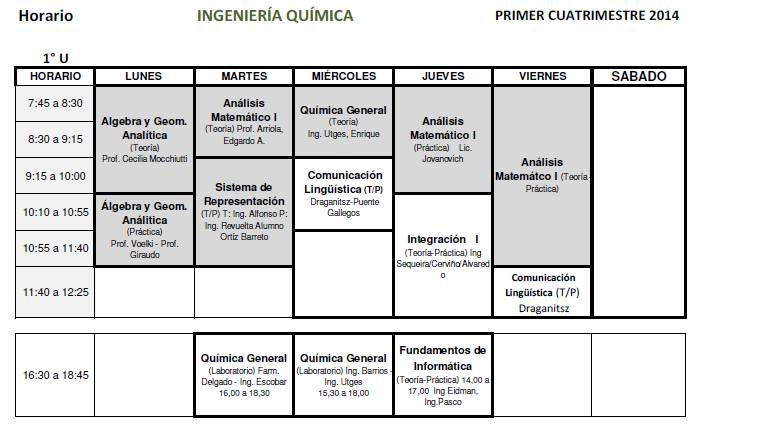 Horario INGENIERÍA QUÍMICA PRIMER CUATRIMESTRE 2014
1° U
HORARIO LUNES MARTES MIÉRCOLES JUEVES VIERNES SABADO
7:45 a 8:30
8:30 a 9:15
9:15 a 10:00
10:10 a 10:55
10:55 a 11:40
11:40 a 12:25
Algebra y Geom.
Analítica
(Teoría)
Prof. Cecilia Mocchiutti
Álgebra y Geom.
Análitica
(Práctica)
Prof. Voelki - Prof.
Giraudo
Análisis
Matemático I
(Teoría) Prof. Arriola,
Edgardo A.
Sistema de
Representación
(T/P) T: Ing. Alfonso P:
Ing. Revuelta Alumno
Ortíz Barreto
Química General
(Teoría)
Ing. Utges, Enrique
Comunicación
Lingüística (T/P)
Draganitsz-Puente
Gallegos
Análisis
Matemático I
(Práctica) Lic.
Jovanovich
Integración I
(Teoría-Práctica) Ing
Sequeira/Cerviño/Alvared
o
Análisis
Matemátco I (Teoría-
Práctica)
Comunicación
Lingüística (T/P)
Draganitsz
16:30 a 18:45
Química General
(Laboratorio) Farm.
Delgado - Ing. Escobar
16,00 a 18,30
Química General
(Laboratorio) Ing. Barrios -
Ing. Utges
15,30 a 18,00
Fundamentos de
Informática
(Teoría-Práctica) 14,00 a
17,00 Ing Eidman,
Ing.Pasco